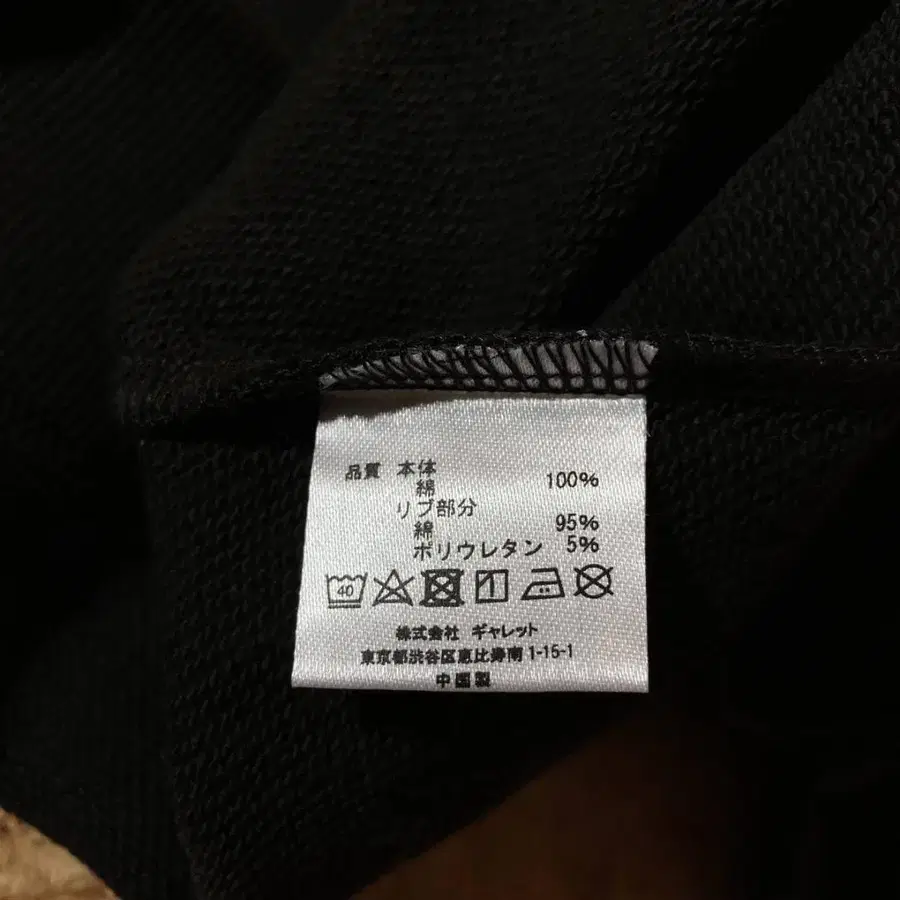 品質 本体
綿 100%
リブ部分
綿 95%
ポリウレタン 5%
40
株式会社 ギャレット
東京都渋谷区恵比寿南1-15-1
中国製